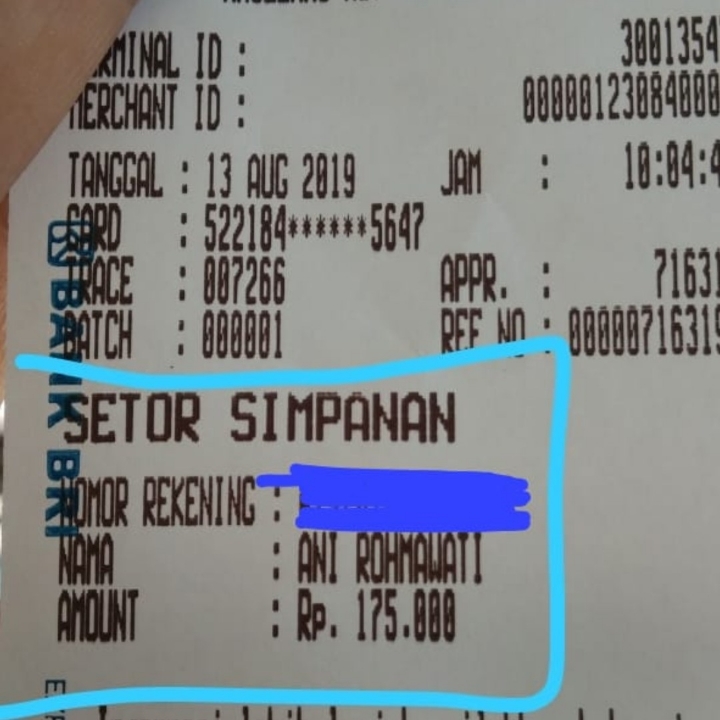 TERMINAL ID : 3001354
MERCHANT ID : 00000123084000
TANGGAL : 13 AUG 2019 JAM : 10:04:4
CARD : 522184******5647
TRACE : 007266 APPR. : 71631
BATCH : 000001 REF NO : 00000716319
SETOR SIMPANAN
NOMOR REKENING :
NAMA : ANI ROHMAWATI
AMOUNT : Rp. 175.000
BANK BRI